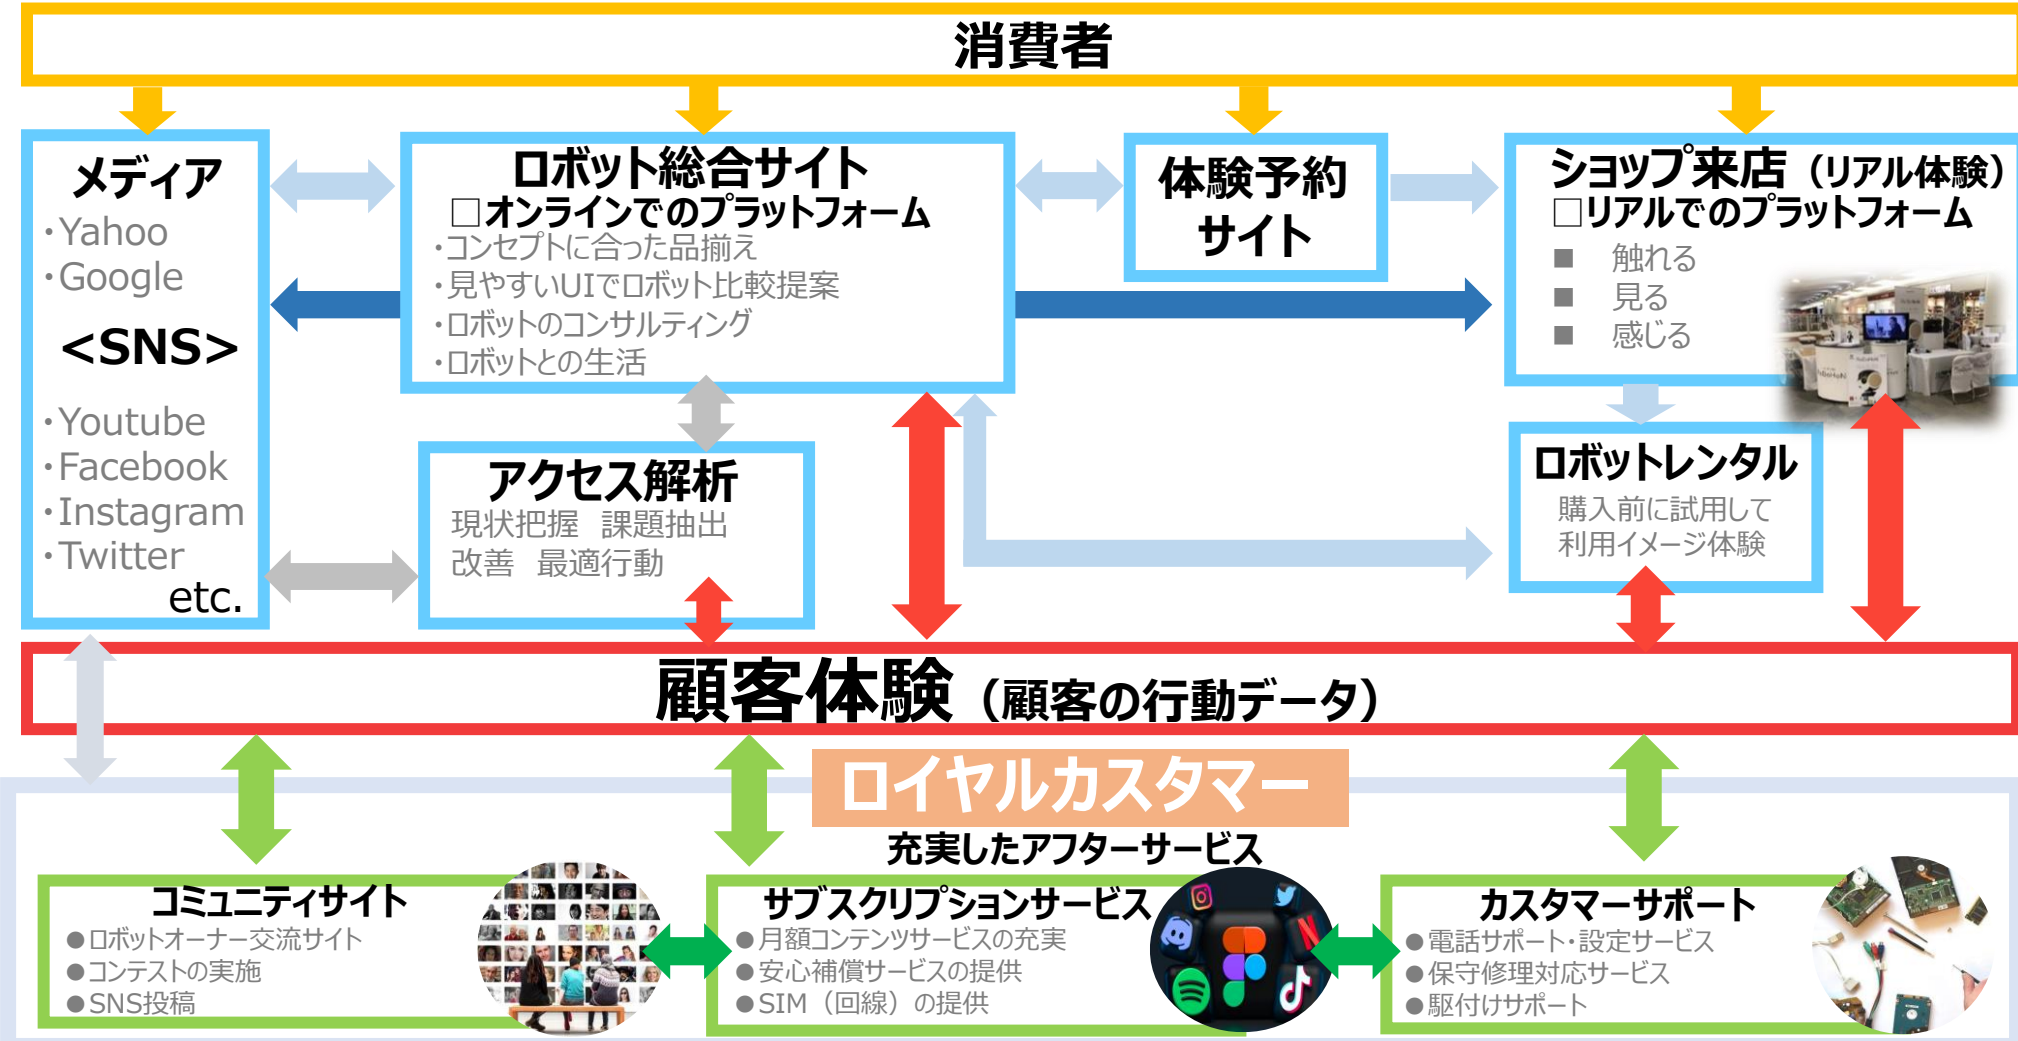 消費者
メディア
・Yahoo
・Google
<SNS>
・Youtube
・Facebook
・Instagram
・Twitter
etc.
ロボット総合サイト
□オンラインでのプラットフォーム
・コンセプトに合った品揃え
・見やすいUIでロボット比較提案
・ロボットのコンサルティング
・ロボットとの生活
体験予約
サイト
ショップ来店（リアル体験）
□リアルでのプラットフォーム
■ 触れる
■ 見る
■ 感じる
アクセス解析
現状把握 課題抽出
改善 最適行動
ロボットレンタル
購入前に試用して
利用イメージ体験
顧客体験（顧客の行動データ）
ロイヤルカスタマー
充実したアフターサービス
コミュニティサイト
●ロボットオーナー交流サイト
●コンテストの実施
●SNS投稿
サブスクリプションサービス
●月額コンテンツサービスの充実
●安心補償サービスの提供
●SIM（回線）の提供
カスタマーサポート
●電話サポート・設定サービス
●保守修理対応サービス
●駆付けサポート